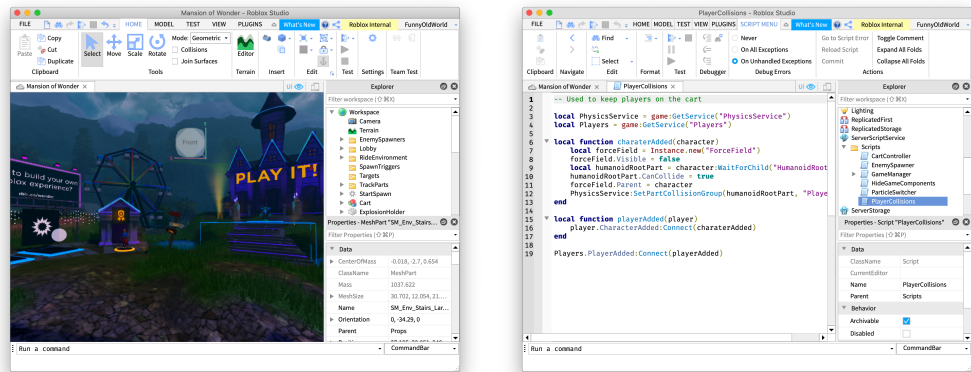 Mansion of Wonder - Roblox Studio
FILE HOME MODEL TEST VIEW PLUGINS What's New Roblox Internal FunnyOldWorld
Paste Copy Cut Duplicate
Select Move Scale Rotate
Mode: Geometric
Collisions
Join Surfaces
Editor
Clipboard Tools Terrain Insert Edit Test Settings Team Test
Mansion of Wonder × UI
Front
to build your own
blox experience?
PLAY IT!
Explorer
Filter workspace (⇧⌘X)
Workspace
Camera
Terrain
EnemySpawners
Lobby
RideEnvironment
SpawnTriggers
Targets
TrackParts
StartSpawn
Cart
ExplosionHolder
Properties - MeshPart "SM_Env_Stairs...
Filter Properties (⇧⌘P)
Data
CenterOfMass -0.018, -2.7, 0.654
ClassName MeshPart
Mass 1037.622
MeshSize 30.702, 12.054, 21....
Name SM_Env_Stairs_Lar...
Orientation 0, -34.29, 0
Parent Props
Run a command CommandBar
PlayerCollisions - Roblox Studio
FILE HOME MODEL TEST VIEW PLUGINS SCRIPT MENU What's New Roblox Internal FunnyOldWorld
Find
Select
Never
On All Exceptions
On Unhandled Exceptions
Go to Script Error
Reload Script
Commit
Toggle Comment
Expand All Folds
Collapse All Folds
Clipboard Navigate Edit Format Test Debugger Debug Errors Actions
Mansion of Wonder × PlayerCollisions × UI
1 -- Used to keep players on the cart
2
3 local PhysicsService = game:GetService("PhysicsService")
4 local Players = game:GetService("Players")
5
6 local function charaterAdded(character)
7 local forceField = Instance.new("ForceField")
8 forceField.Visible = false
9 local humanoidRootPart = character:WaitForChild("HumanoidRoot
10 humanoidRootPart.CanCollide = true
11 forceField.Parent = character
12 PhysicsService:SetPartCollisionGroup(humanoidRootPart, "Playe
13 end
14
15 local function playerAdded(player)
16 player.CharacterAdded:Connect(charaterAdded)
17 end
18
19 Players.PlayerAdded:Connect(playerAdded)
Explorer
Filter workspace (⇧⌘X)
Lighting
ReplicatedFirst
ReplicatedStorage
ServerScriptService
Scripts
CartController
EnemySpawner
GameManager
HideGameComponents
ParticleSwitcher
PlayerCollisions
ServerStorage
Properties - Script "PlayerCollisions"
Filter Properties (⇧⌘P)
Data
ClassName Script
CurrentEditor
Name PlayerCollisions
Parent Scripts
Behavior
Archivable
Disabled
Run a command CommandBar